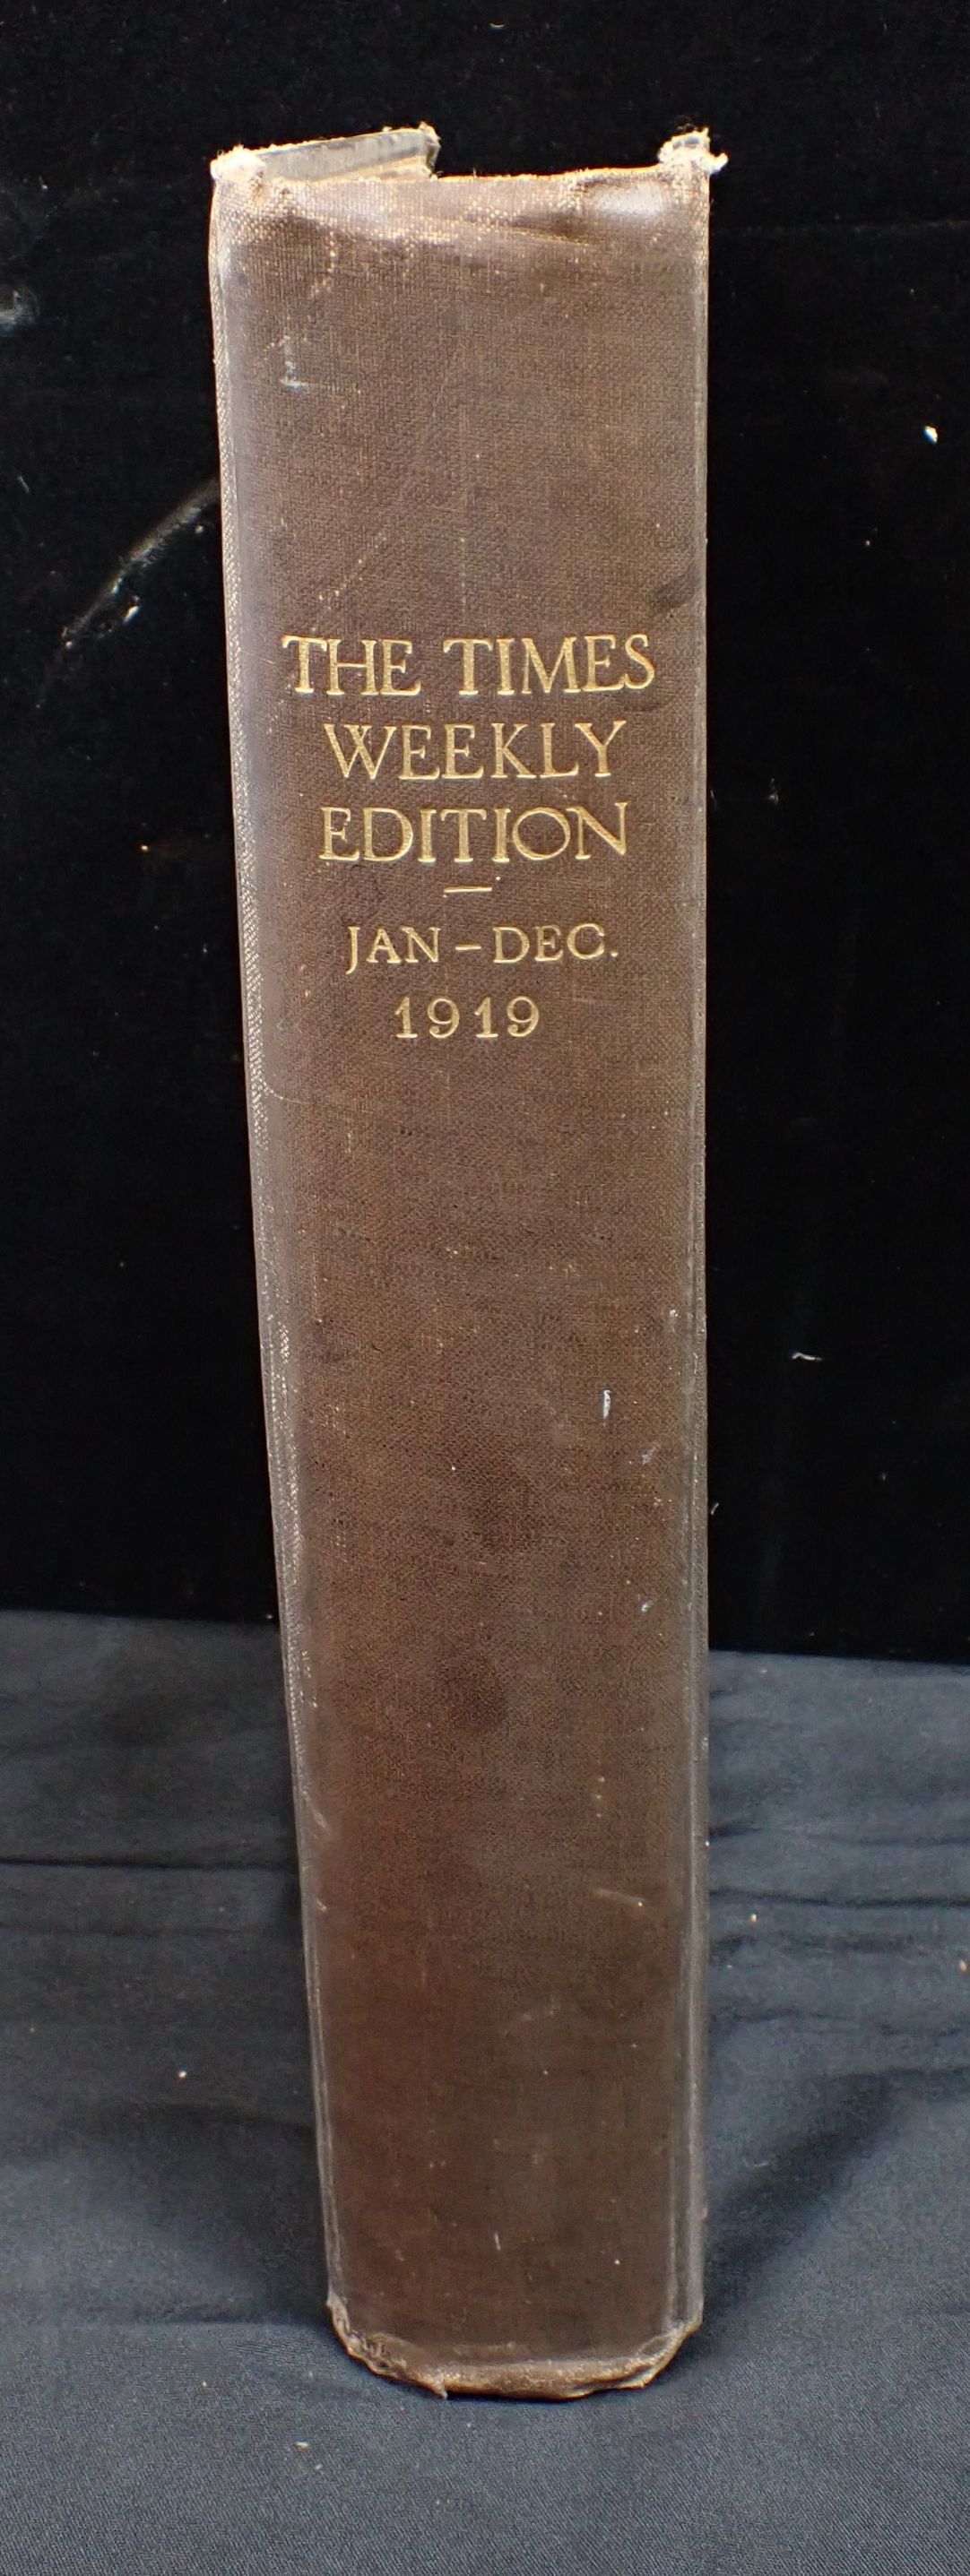 THE TIMES
WEEKLY
EDITION
—
JAN – DEC.
1919